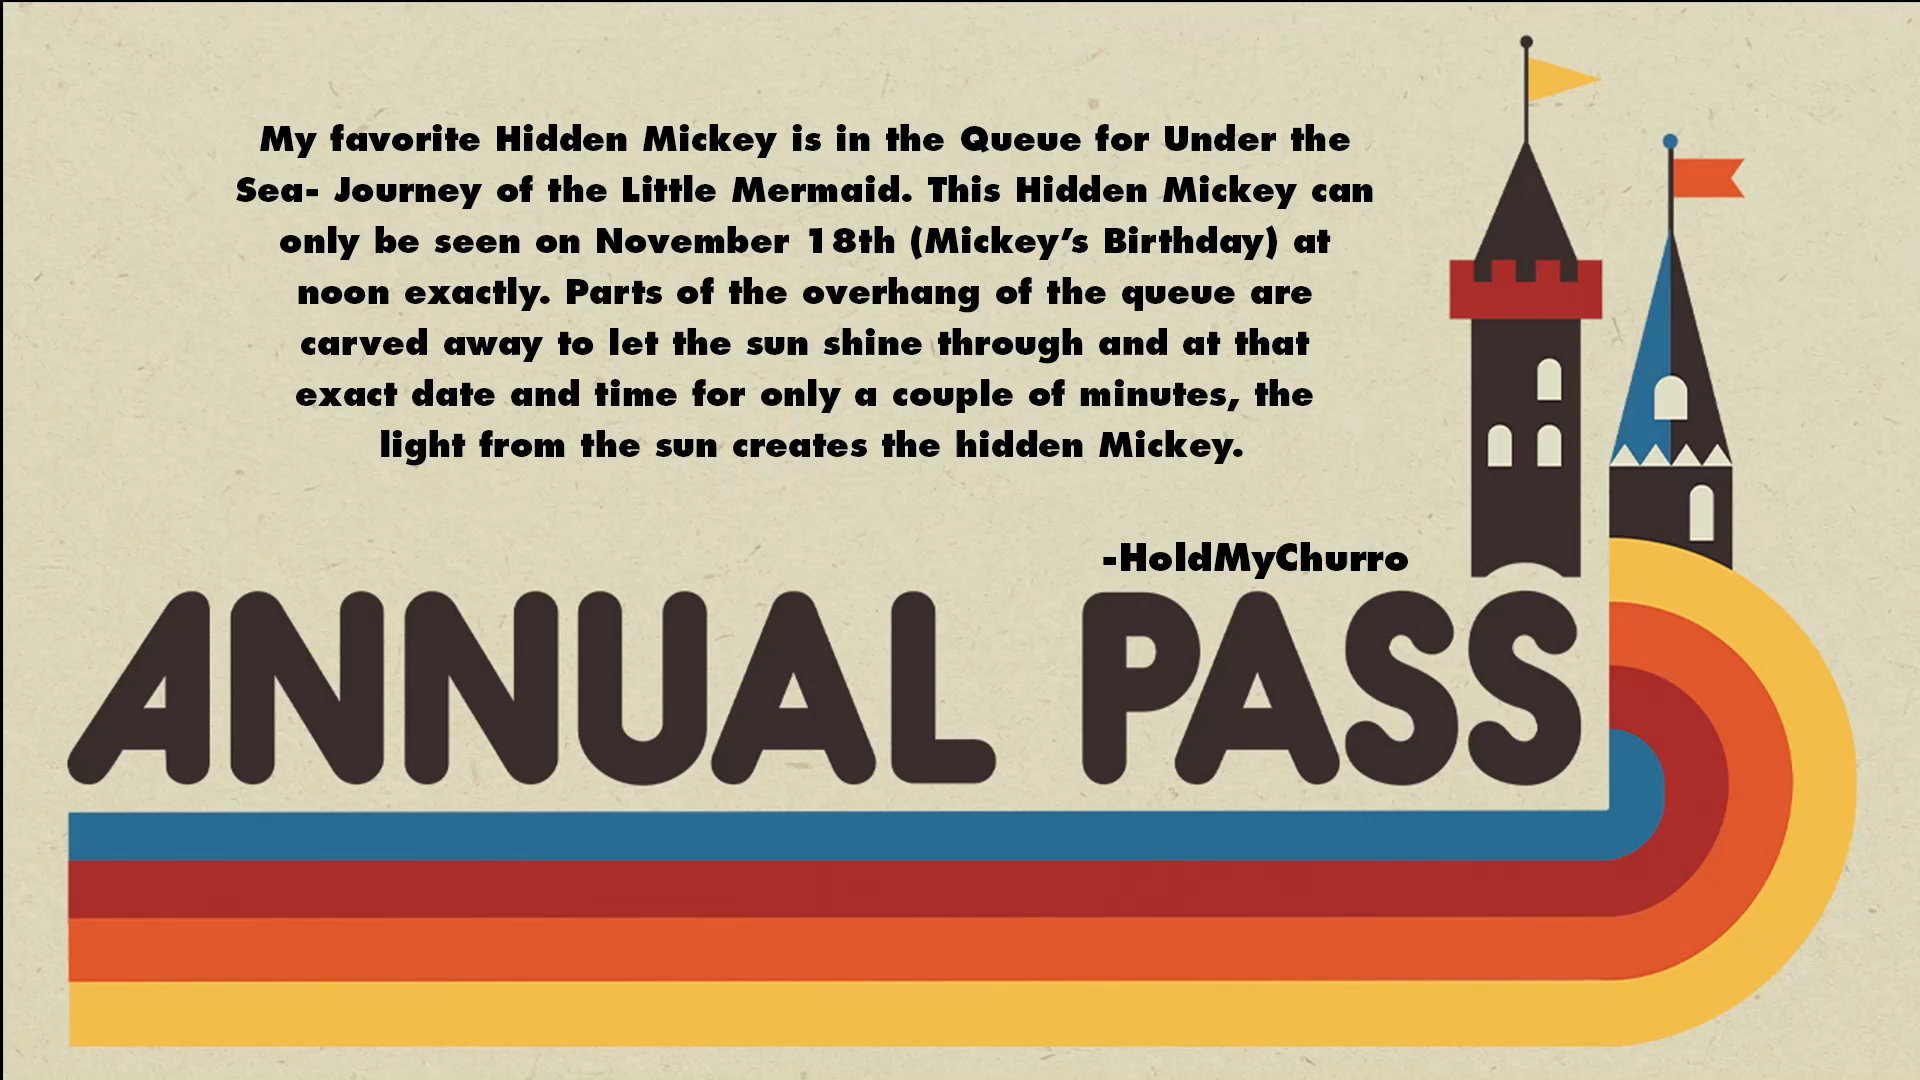 My favorite Hidden Mickey is in the Queue for Under the
Sea- Journey of the Little Mermaid. This Hidden Mickey can
only be seen on November 18th (Mickey's Birthday) at
noon exactly. Parts of the overhang of the queue are
carved away to let the sun shine through and at that
exact date and time for only a couple of minutes, the
light from the sun creates the hidden Mickey.
-HoldMyChurro
ANNUAL PASS